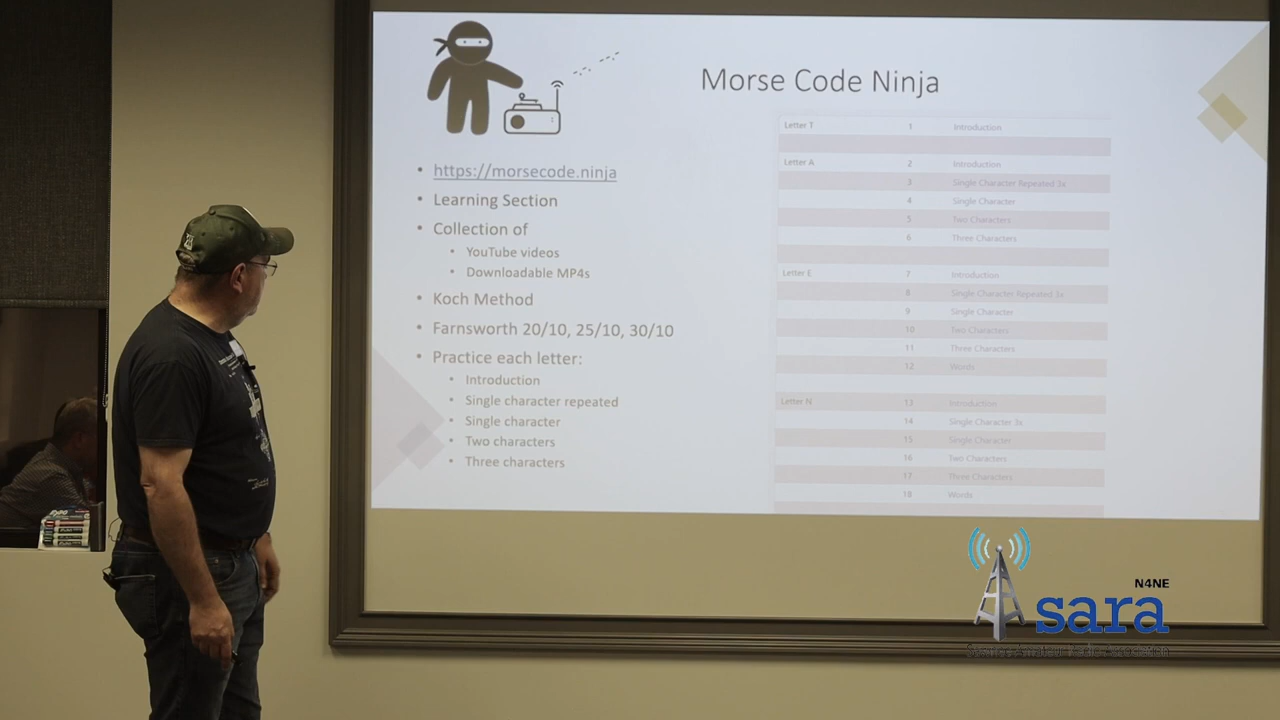 Morse Code Ninja
https://morsecode.ninja
Learning Section
Collection of
YouTube videos
Downloadable MP4s
Koch Method
Farnsworth 20/10, 25/10, 30/10
Practice each letter:
Introduction
Single character repeated
Single character
Two characters
Three characters
Letter T 1 Introduction
Letter A 2 Introduction
3 Single Character Repeated 3x
4 Single Character
5 Two Characters
6 Three Characters
Letter E 7 Introduction
8 Single Character Repeated 3x
9 Single Character
10 Two Characters
11 Three Characters
12 Words
Letter N 13 Introduction
14 Single Character 3x
15 Single Character
16 Two Characters
17 Three Characters
18 Words
N4NE
sara